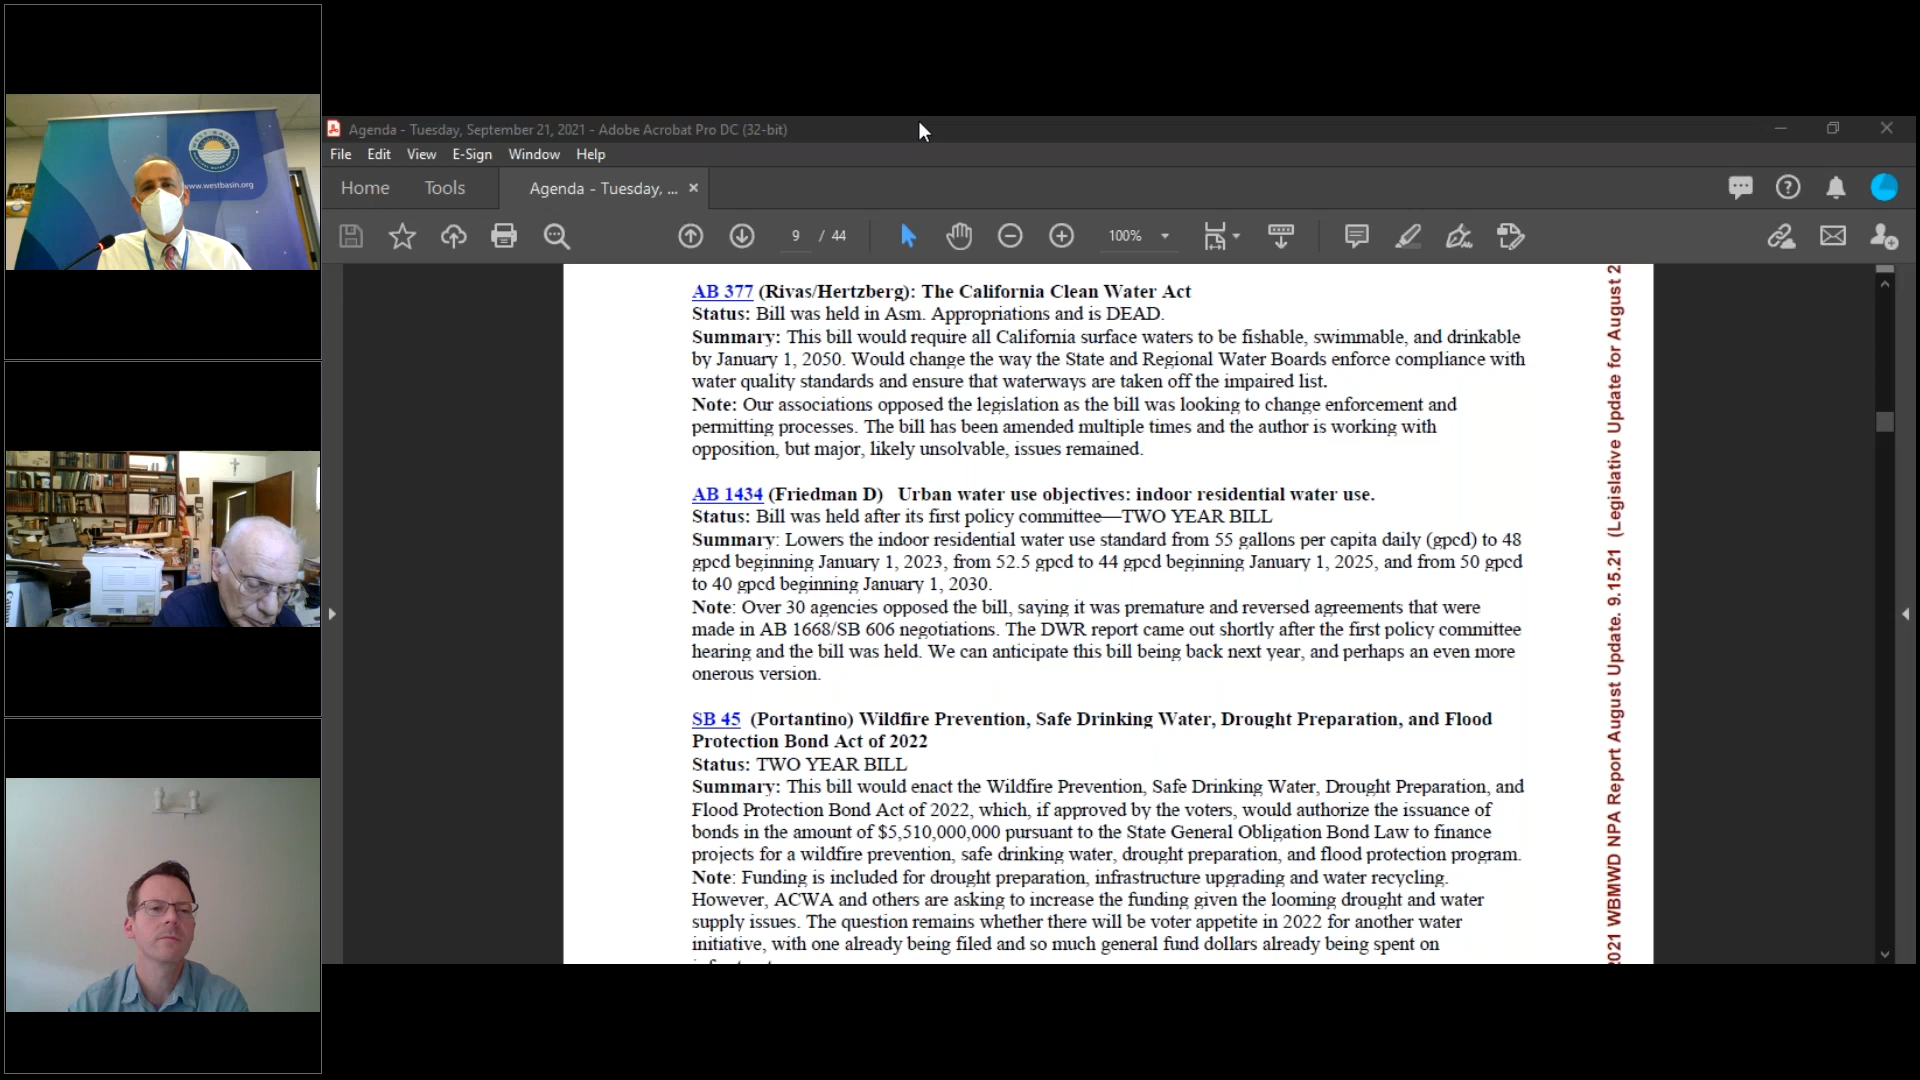 WEST BASIN
www.westbasin.org
Agenda - Tuesday, September 21, 2021 - Adobe Acrobat Pro DC (32-bit)
File Edit View E-Sign Window Help
Home Tools Agenda - Tuesday, ... ×
9 / 44 100%
AB 377 (Rivas/Hertzberg): The California Clean Water Act
Status: Bill was held in Asm. Appropriations and is DEAD.
Summary: This bill would require all California surface waters to be fishable, swimmable, and drinkable
by January 1, 2050. Would change the way the State and Regional Water Boards enforce compliance with
water quality standards and ensure that waterways are taken off the impaired list.
Note: Our associations opposed the legislation as the bill was looking to change enforcement and
permitting processes. The bill has been amended multiple times and the author is working with
opposition, but major, likely unsolvable, issues remained.
AB 1434 (Friedman D) Urban water use objectives: indoor residential water use.
Status: Bill was held after its first policy committee—TWO YEAR BILL
Summary: Lowers the indoor residential water use standard from 55 gallons per capita daily (gpcd) to 48
gpcd beginning January 1, 2023, from 52.5 gpcd to 44 gpcd beginning January 1, 2025, and from 50 gpcd
to 40 gpcd beginning January 1, 2030.
Note: Over 30 agencies opposed the bill, saying it was premature and reversed agreements that were
made in AB 1668/SB 606 negotiations. The DWR report came out shortly after the first policy committee
hearing and the bill was held. We can anticipate this bill being back next year, and perhaps an even more
onerous version.
SB 45 (Portantino) Wildfire Prevention, Safe Drinking Water, Drought Preparation, and Flood
Protection Bond Act of 2022
Status: TWO YEAR BILL
Summary: This bill would enact the Wildfire Prevention, Safe Drinking Water, Drought Preparation, and
Flood Protection Bond Act of 2022, which, if approved by the voters, would authorize the issuance of
bonds in the amount of $5,510,000,000 pursuant to the State General Obligation Bond Law to finance
projects for a wildfire prevention, safe drinking water, drought preparation, and flood protection program.
Note: Funding is included for drought preparation, infrastructure upgrading and water recycling.
However, ACWA and others are asking to increase the funding given the looming drought and water
supply issues. The question remains whether there will be voter appetite in 2022 for another water
initiative, with one already being filed and so much general fund dollars already being spent on
2021 WBMWD NPA Report August Update. 9.15.21 (Legislative Update for August 2